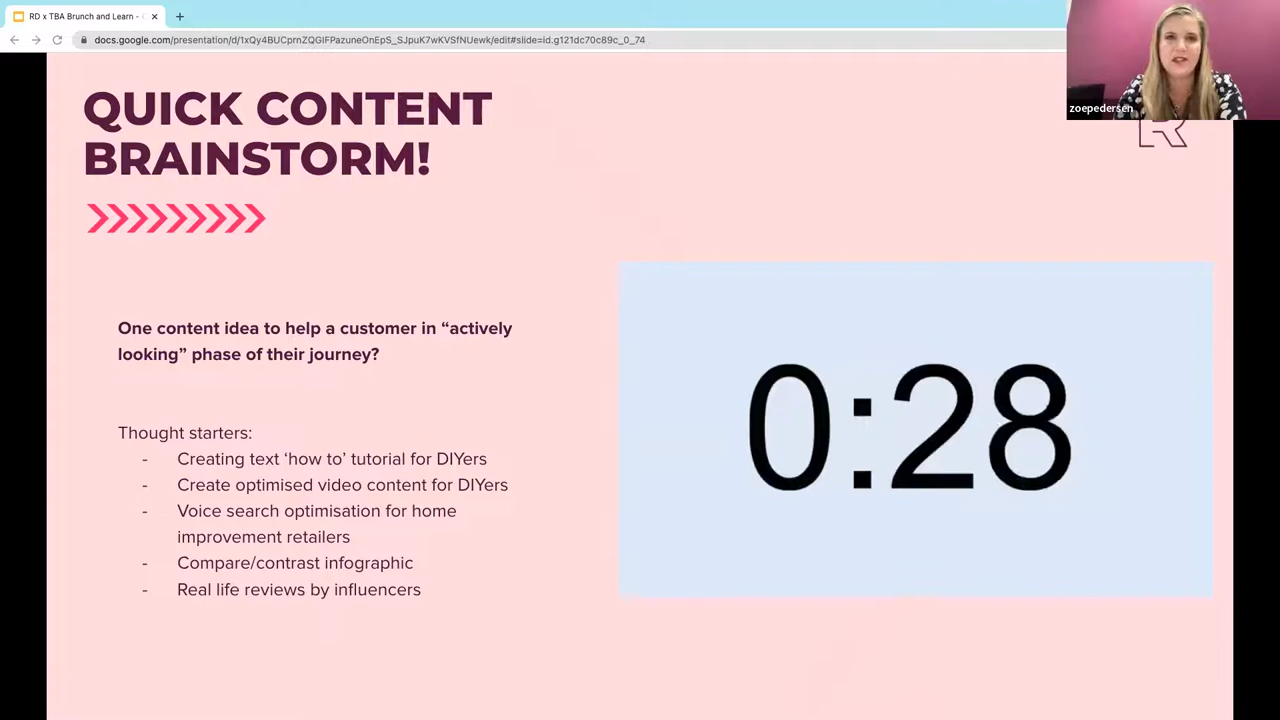 RD x TBA Brunch and Learn -
docs.google.com/presentation/d/1xQy4BUCprnZQGIFPazuneOnEpS_SJpuK7wKVSfNUewk/edit#slide=id.g121dc70c89c_0_74
zoepedersen
R
QUICK CONTENT
BRAINSTORM!
One content idea to help a customer in “actively
looking” phase of their journey?
0:28
Thought starters:
- Creating text ‘how to’ tutorial for DIYers
- Create optimised video content for DIYers
- Voice search optimisation for home
improvement retailers
- Compare/contrast infographic
- Real life reviews by influencers